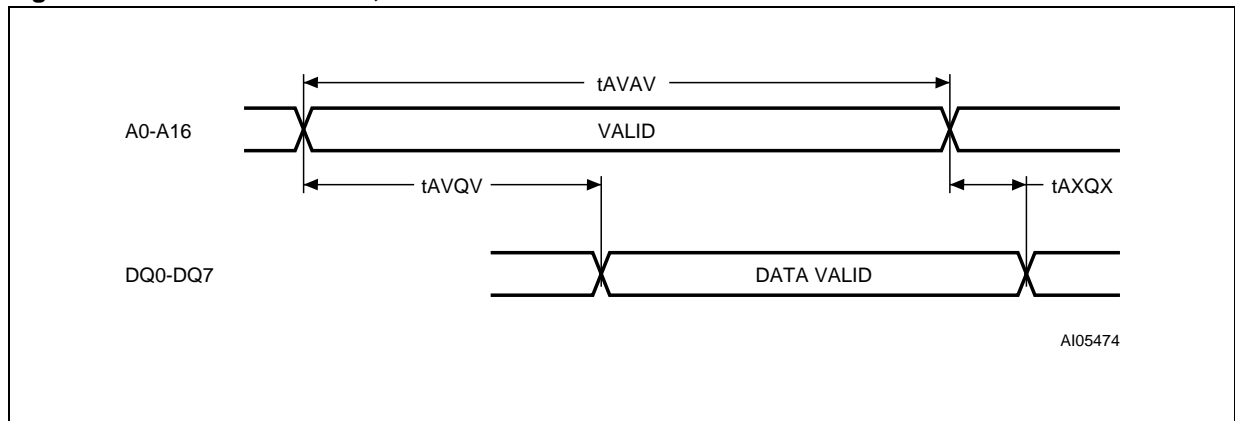 tAVAV
A0-A16
VALID
tAVQV
tAXQX
DQ0-DQ7
DATA VALID
AI05474